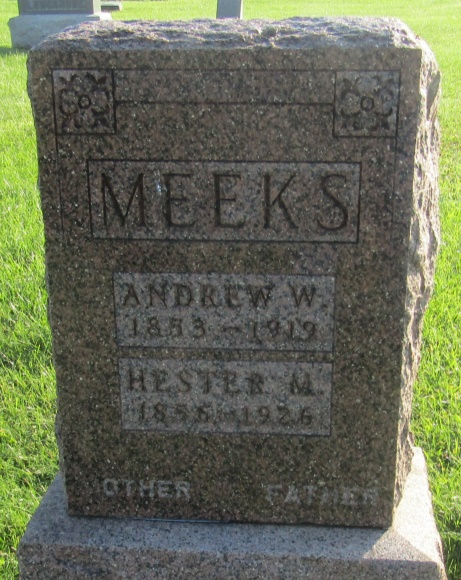 MEEKS
ANDREW W.
1853 – 1919
HESTER M.
1856 – 1926
OTHER FATHER